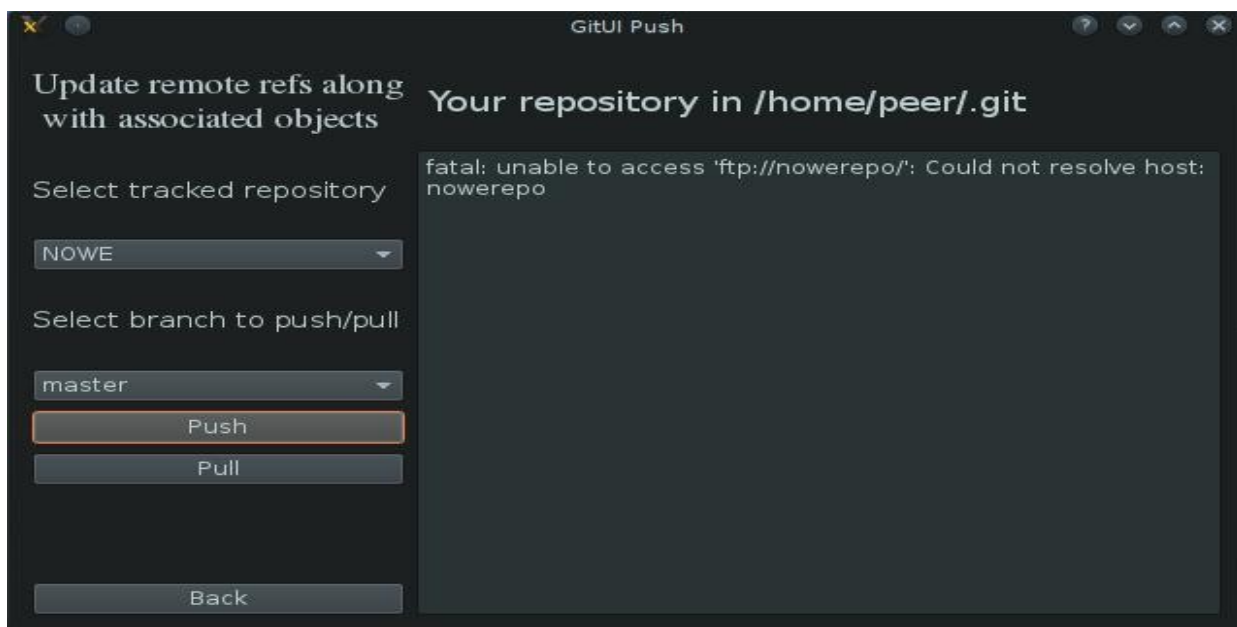 GitUI Push
Update remote refs along
with associated objects
Your repository in /home/peer/.git
Select tracked repository
NOWE
Select branch to push/pull
master
Push
Pull
Back
fatal: unable to access 'ftp://nowerepo/': Could not resolve host:
nowerepo